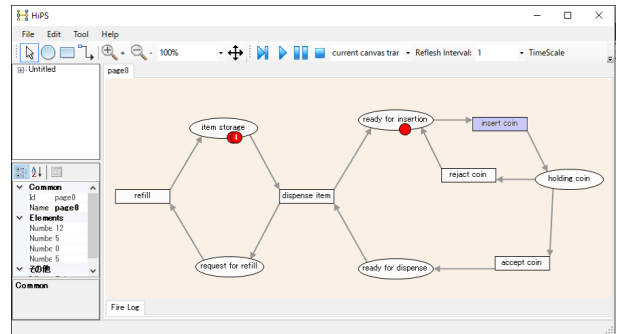 HiPS
File Edit Tool Help
100% current canvas trar Reflesh Interval: 1 TimeScale
Untitled
page0
ready for insertion
insert coin
item storage
reject coin
holding coin
refill
dispense item
request for refill
ready for dispense
accept coin
Common
Id page0
Name page0
Elements
Numbe 12
Numbe 5
Numbe 0
Numbe 5
その他
Common
Fire Log